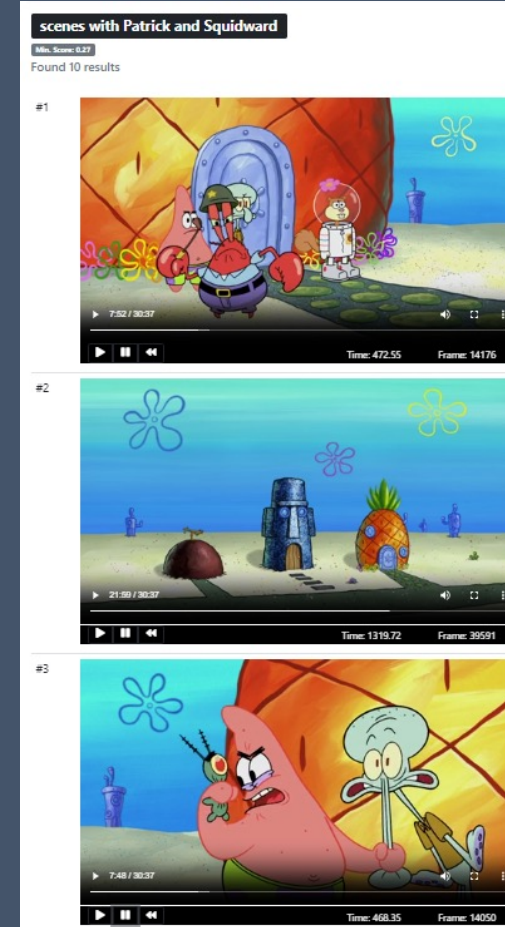 scenes with Patrick and Squidward
Min. Score: 0.27
Found 10 results
#1
7:52 / 30:37
Time: 472.55 Frame: 14176
#2
21:59 / 30:37
Time: 1319.72 Frame: 39591
#3
7:48 / 30:37
Time: 468.35 Frame: 14050